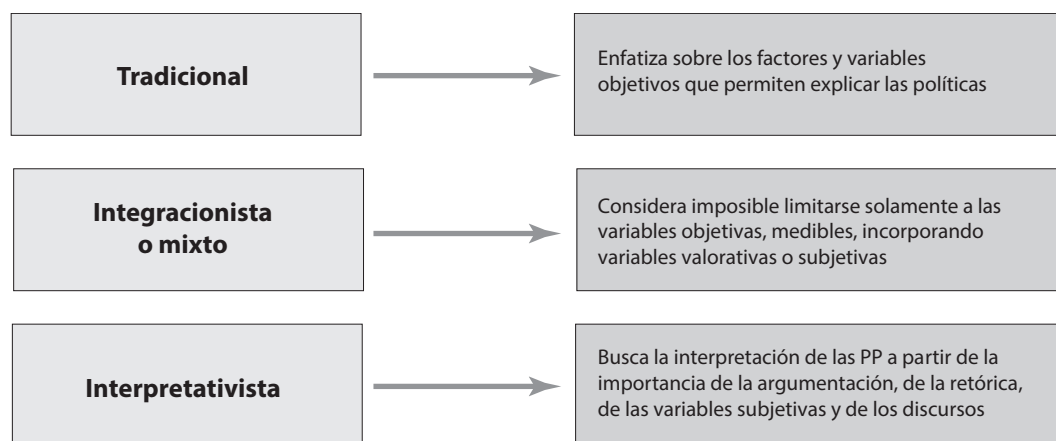 Tradicional
Enfatiza sobre los factores y variables
objetivos que permiten explicar las políticas
Integracionista
o mixto
Considera imposible limitarse solamente a las
variables objetivas, medibles, incorporando
variables valorativas o subjetivas
Interpretativista
Busca la interpretación de las PP a partir de la
importancia de la argumentación, de la retórica,
de las variables subjetivas y de los discursos